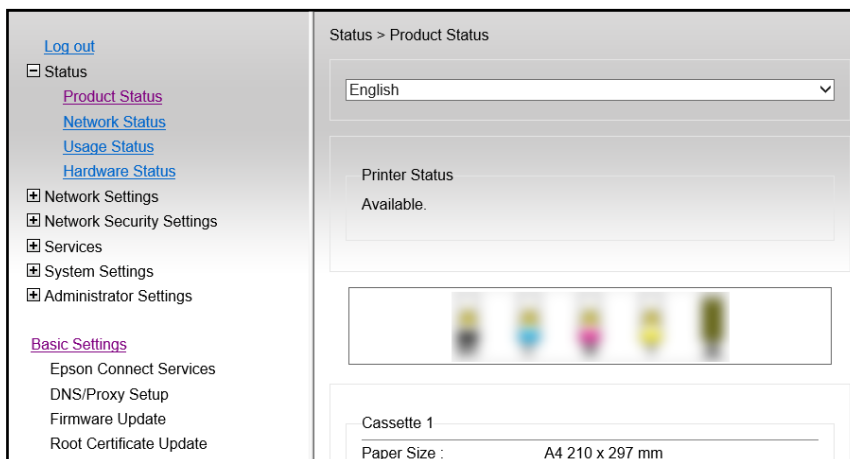 Log out
Status
Product Status
Network Status
Usage Status
Hardware Status
Network Settings
Network Security Settings
Services
System Settings
Administrator Settings
Basic Settings
Epson Connect Services
DNS/Proxy Setup
Firmware Update
Root Certificate Update
Status > Product Status
English
Printer Status
Available.
Cassette 1
Paper Size : A4 210 x 297 mm